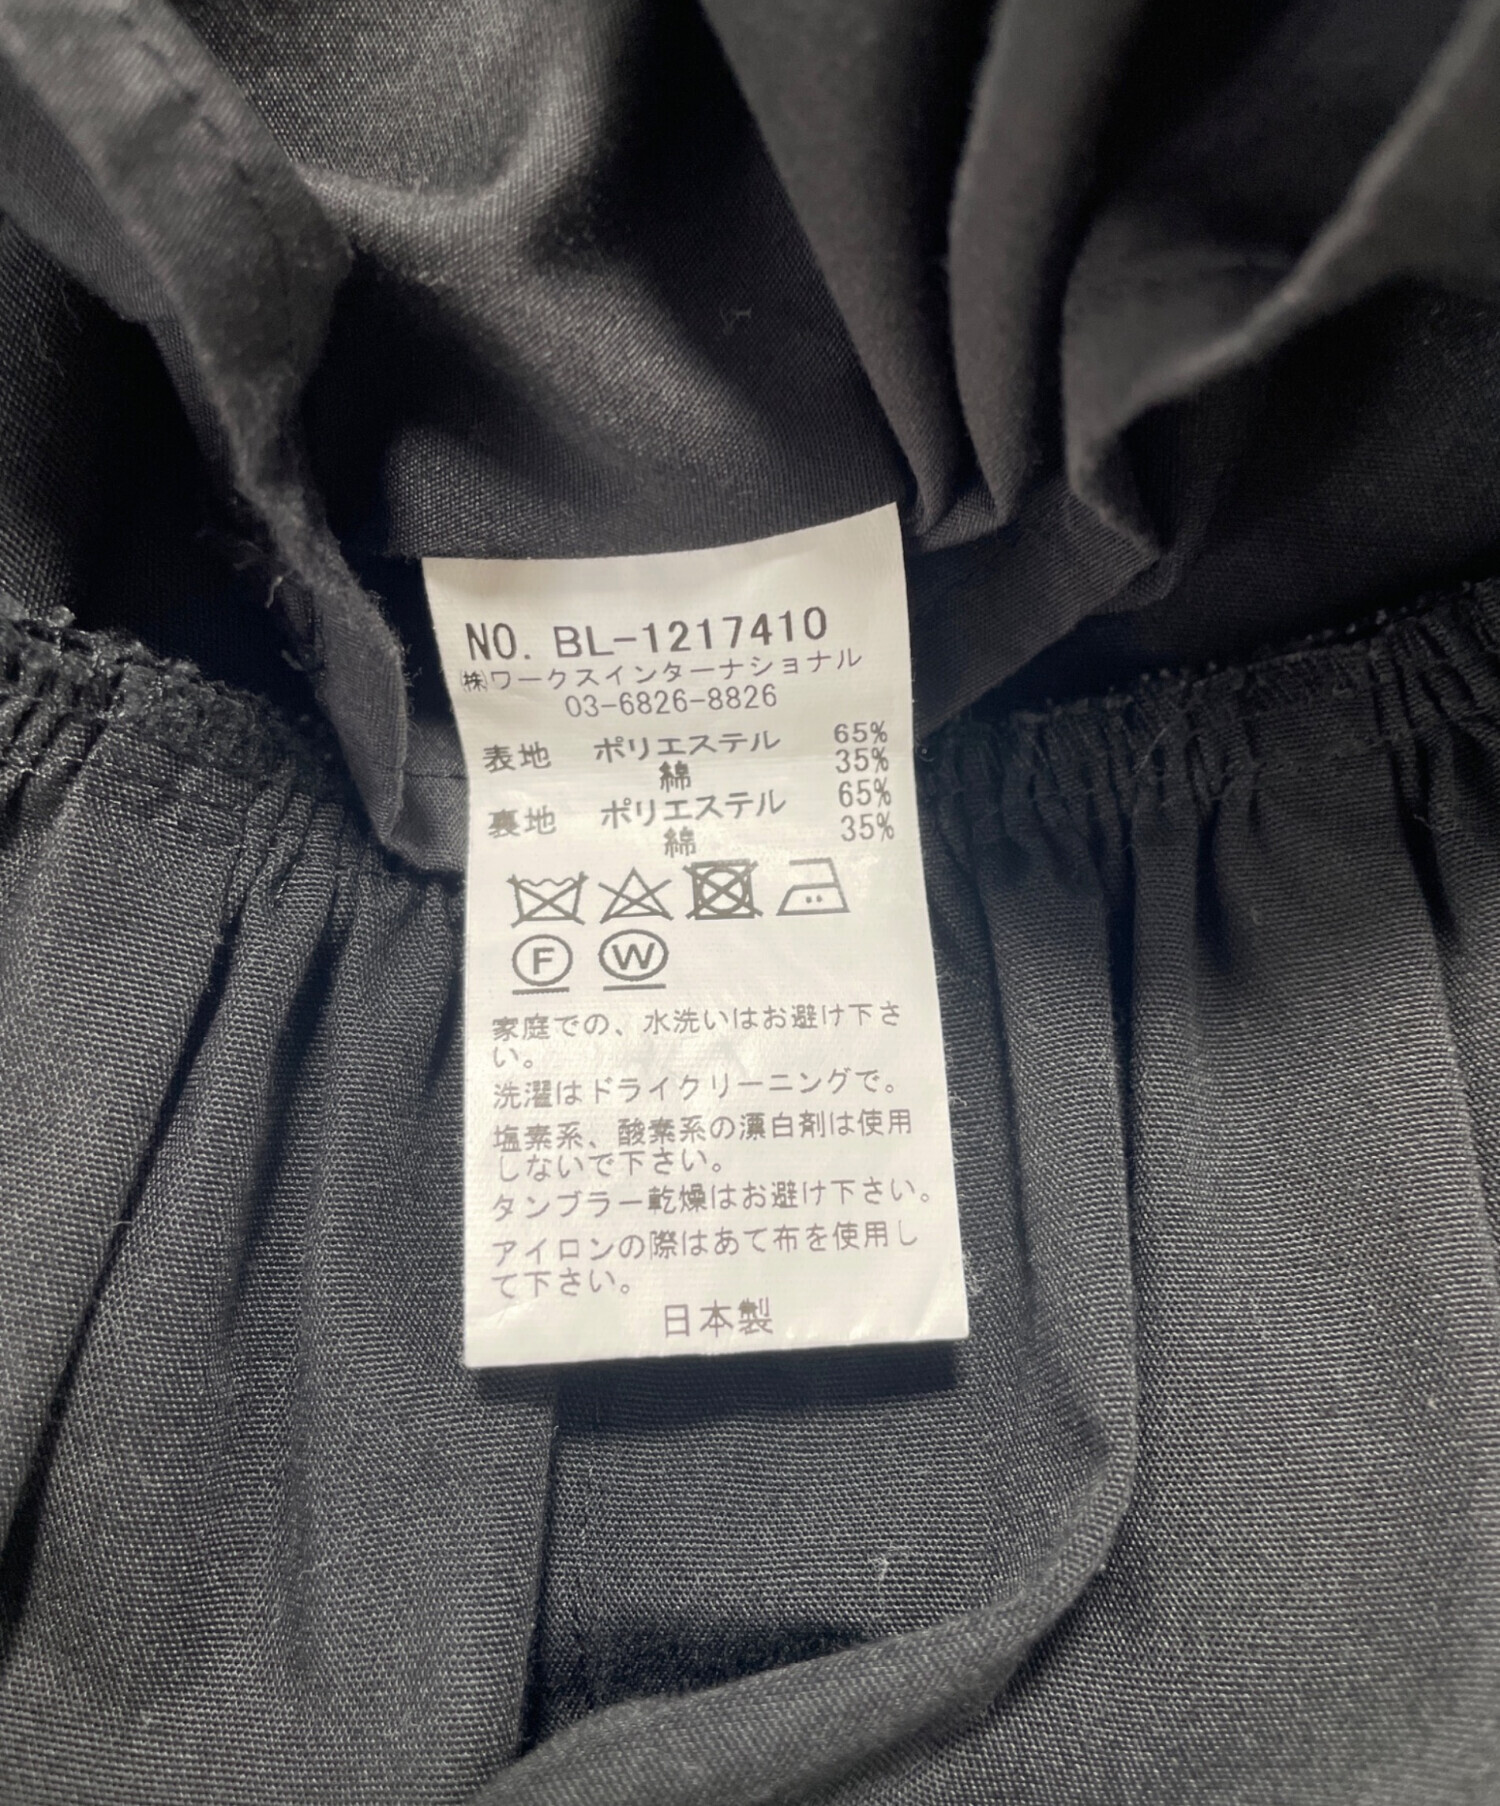 NO. BL-1217410
㈱ワークスインターナショナル
03-6826-8826
表地 ポリエステル 65%
綿 35%
裏地 ポリエステル 65%
綿 35%
F W
家庭での、水洗いはお避け下さ
い。
洗濯はドライクリーニングで。
塩素系、酸素系の漂白剤は使用
しないで下さい。
タンブラー乾燥はお避け下さい。
アイロンの際はあて布を使用し
て下さい。
日本製